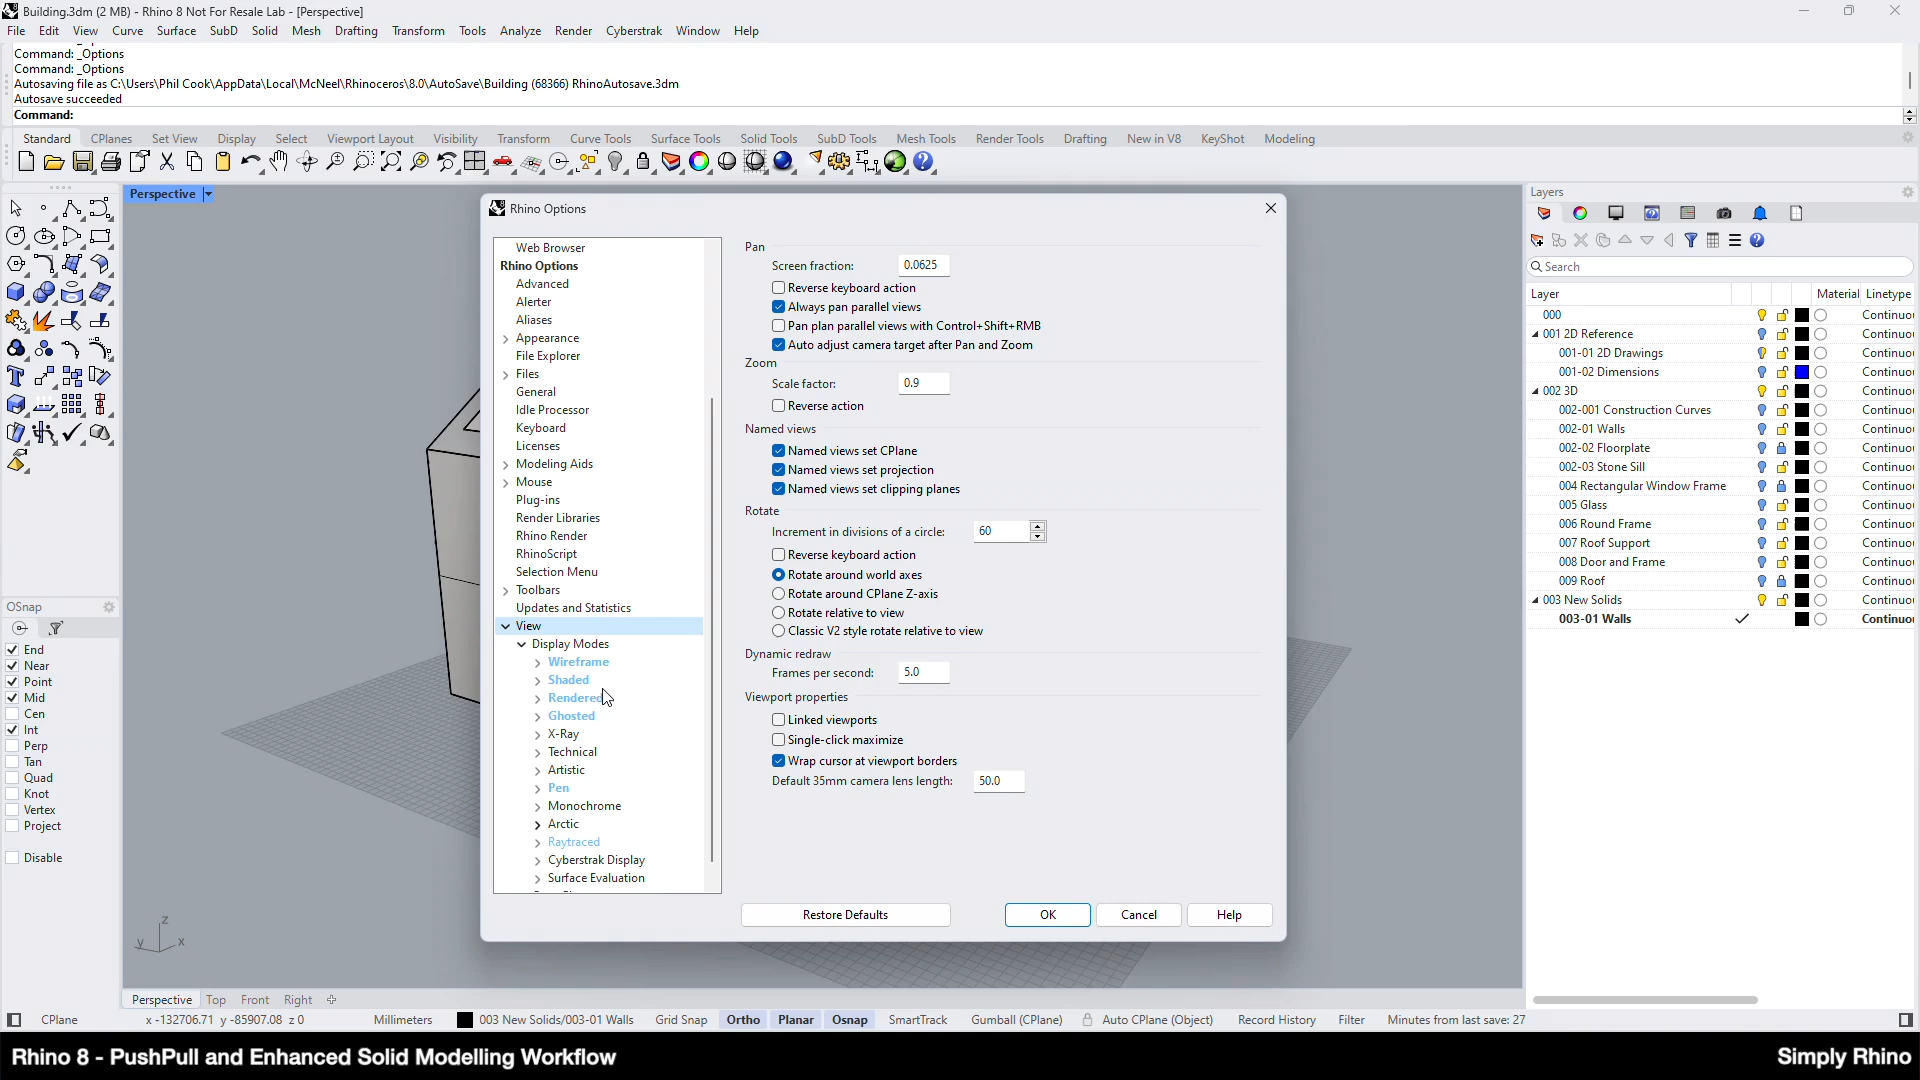 Building.3dm (2 MB) - Rhino 8 Not For Resale Lab - [Perspective]
File Edit View Curve Surface SubD Solid Mesh Drafting Transform Tools Analyze Render Cyberstrak Window Help
Command: _Options
Command: _Options
Autosaving file as C:\Users\Phil Cook\AppData\Local\McNeel\Rhinoceros\8.0\AutoSave\Building (68366) RhinoAutosave.3dm
Autosave succeeded
Command:
Standard CPlanes Set View Display Select Viewport Layout Visibility Transform Curve Tools Surface Tools Solid Tools SubD Tools Mesh Tools Render Tools Drafting New in V8 KeyShot Modeling
Perspective
OSnap
End
Near
Point
Mid
Cen
Int
Perp
Tan
Quad
Knot
Vertex
Project
Disable
Rhino Options
Web Browser
Rhino Options
Advanced
Alerter
Aliases
Appearance
File Explorer
Files
General
Idle Processor
Keyboard
Licenses
Modeling Aids
Mouse
Plug-ins
Render Libraries
Rhino Render
RhinoScript
Selection Menu
Toolbars
Updates and Statistics
View
Display Modes
Wireframe
Shaded
Rendered
Ghosted
X-Ray
Technical
Artistic
Pen
Monochrome
Arctic
Raytraced
Cyberstrak Display
Surface Evaluation
Pan
Screen fraction: 0.0625
Reverse keyboard action
Always pan parallel views
Pan plan parallel views with Control+Shift+RMB
Auto adjust camera target after Pan and Zoom
Zoom
Scale factor: 0.9
Reverse action
Named views
Named views set CPlane
Named views set projection
Named views set clipping planes
Rotate
Increment in divisions of a circle: 60
Reverse keyboard action
Rotate around world axes
Rotate around CPlane Z-axis
Rotate relative to view
Classic V2 style rotate relative to view
Dynamic redraw
Frames per second: 5.0
Viewport properties
Linked viewports
Single-click maximize
Wrap cursor at viewport borders
Default 35mm camera lens length: 50.0
Restore Defaults OK Cancel Help
Layers
Search
Layer Material Linetype
000 Continuou
001 2D Reference Continuou
001-01 2D Drawings Continuou
001-02 Dimensions Continuou
002 3D Continuou
002-001 Construction Curves Continuou
002-01 Walls Continuou
002-02 Floorplate Continuou
002-03 Stone Sill Continuou
004 Rectangular Window Frame Continuou
005 Glass Continuou
006 Round Frame Continuou
007 Roof Support Continuou
008 Door and Frame Continuou
009 Roof Continuou
003 New Solids Continuou
003-01 Walls Continuou
z
y x
Perspective Top Front Right
CPlane x -132706.71 y -85907.08 z 0 Millimeters 003 New Solids/003-01 Walls Grid Snap Ortho Planar Osnap SmartTrack Gumball (CPlane) Auto CPlane (Object) Record History Filter Minutes from last save: 27
Rhino 8 - PushPull and Enhanced Solid Modelling Workflow
Simply Rhino